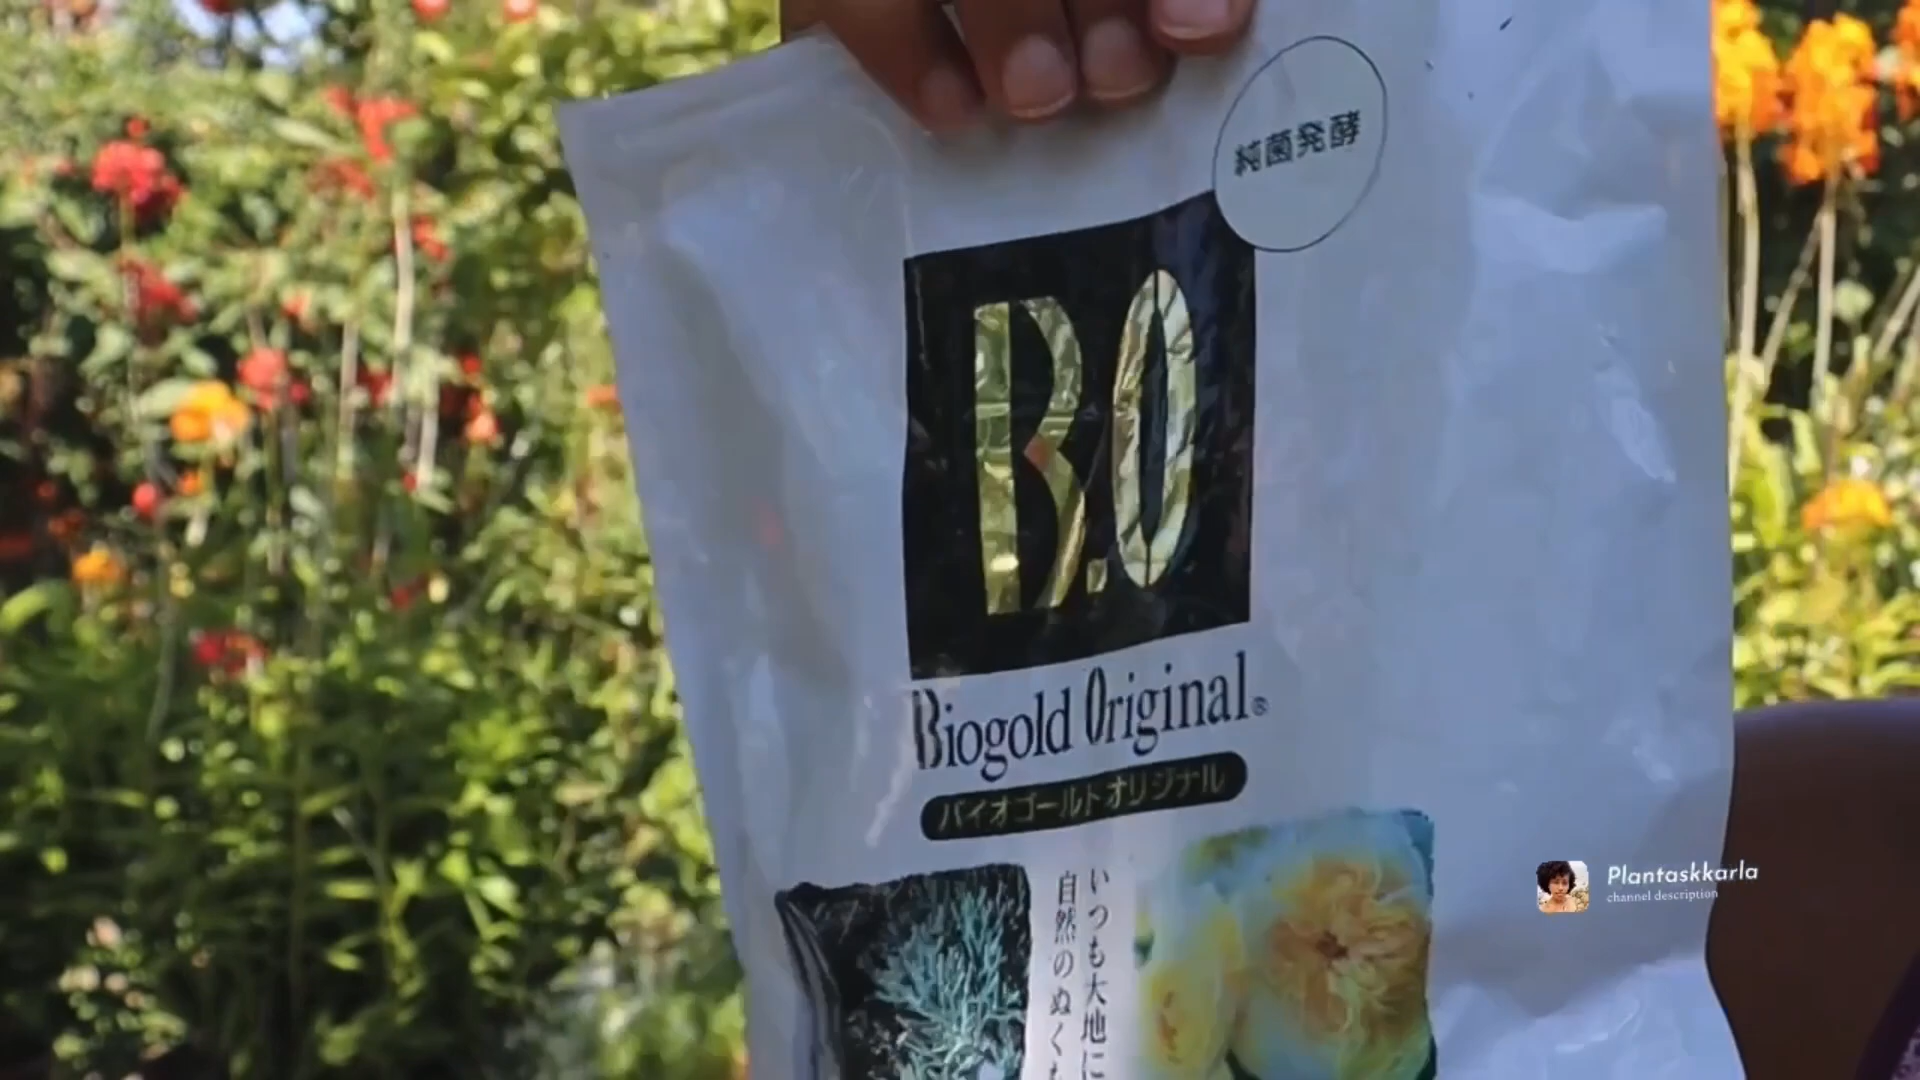 純菌発酵
B.O
Biogold Original®
バイオゴールドオリジナル
いつも大地に
自然のぬくも
Plantaskkarla
channel description